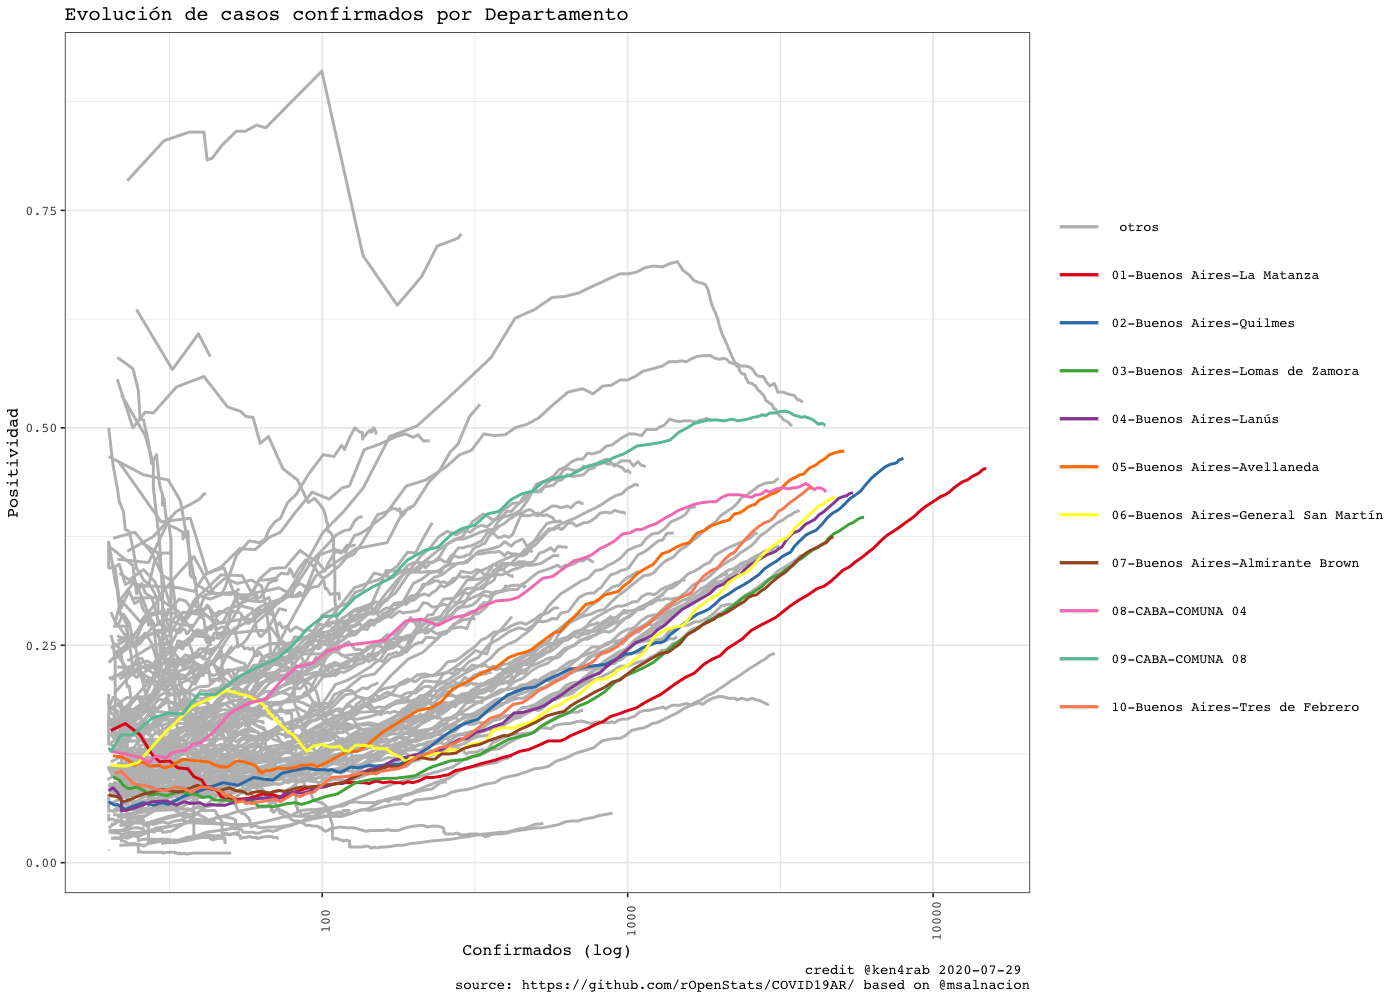 Evolución de casos confirmados por Departamento
Positividad
0.75
0.50
0.25
0.00
100
1000
10000
Confirmados (log)
otros
01-Buenos Aires-La Matanza
02-Buenos Aires-Quilmes
03-Buenos Aires-Lomas de Zamora
04-Buenos Aires-Lanús
05-Buenos Aires-Avellaneda
06-Buenos Aires-General San Martín
07-Buenos Aires-Almirante Brown
08-CABA-COMUNA 04
09-CABA-COMUNA 08
10-Buenos Aires-Tres de Febrero
credit @ken4rab 2020-07-29
source: https://github.com/rOpenStats/COVID19AR/ based on @msalnacion